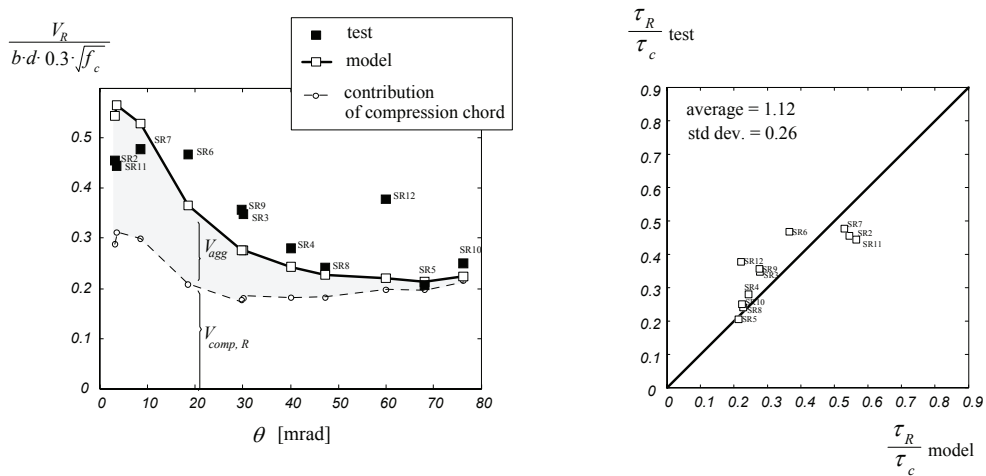 V_R
b·d· 0.3·√f_c
test
model
contribution
of compression chord
0.5
0.4
0.3
0.2
0.1
0
SR2
SR11
SR7
SR6
SR9
SR3
SR4
SR8
SR12
SR5
SR10
V_agg
V_comp, R
0 10 20 30 40 50 60 70 80
θ [mrad]
τ_R
τ_c
test
average = 1.12
std dev. = 0.26
0.9
0.8
0.7
0.6
0.5
0.4
0.3
0.2
0.1
0
SR6
SR7
SR2
SR11
SR12
SR9
SR3
SR4
SR10
SR8
SR5
0 0.1 0.2 0.3 0.4 0.5 0.6 0.7 0.8 0.9
τ_R
τ_c
model